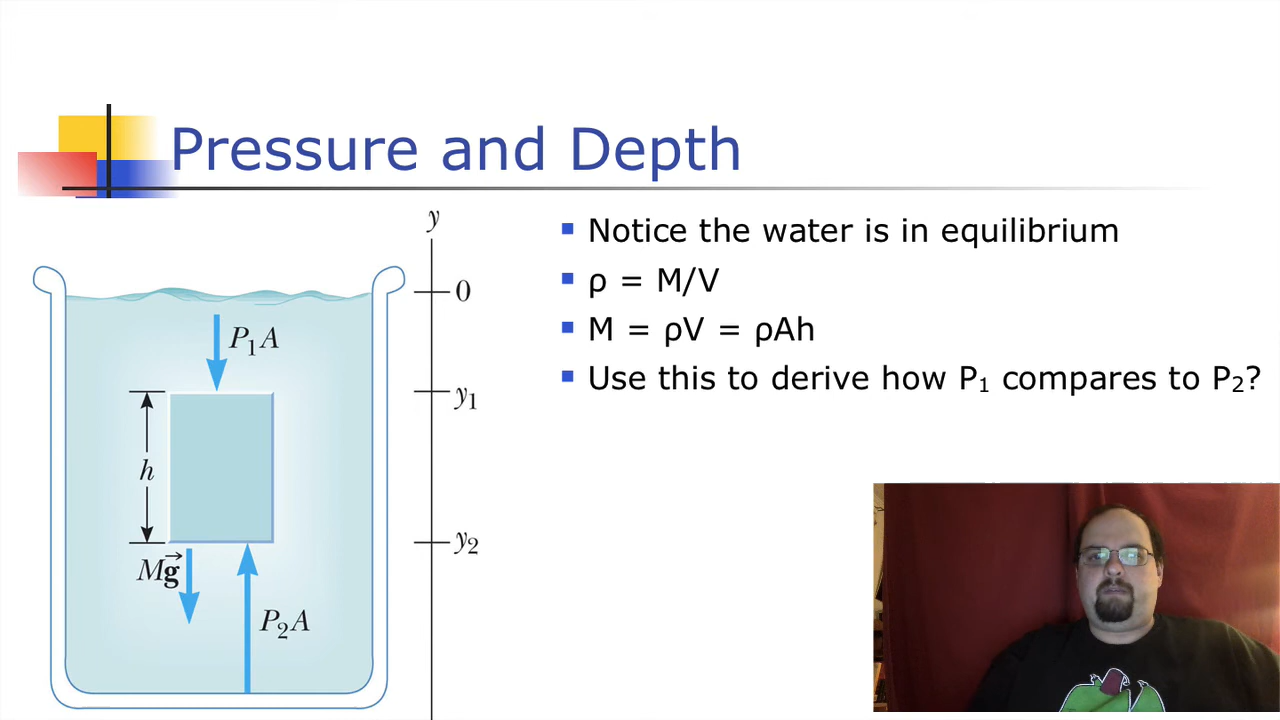 Pressure and Depth
Notice the water is in equilibrium
ρ = M/V
M = ρV = ρAh
Use this to derive how P₁ compares to P₂?
y
0
P₁A
y₁
h
y₂
Mg⃗
P₂A